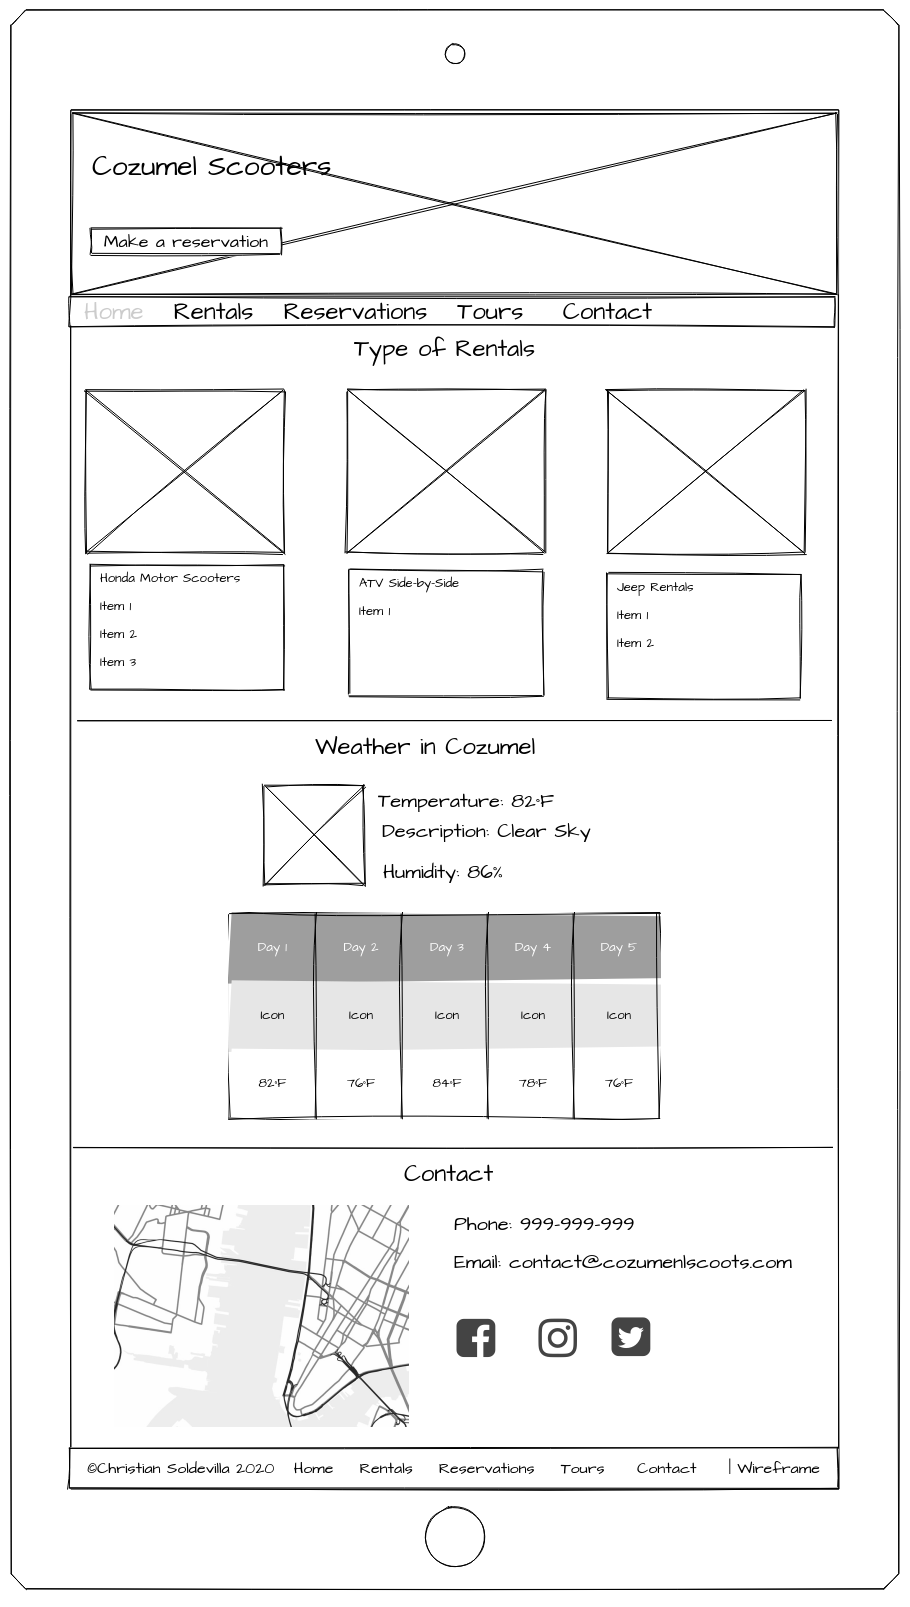 Cozumel Scooters
Make a reservation
Home Rentals Reservations Tours Contact
Type of Rentals
Honda Motor Scooters
Item 1
Item 2
Item 3
ATV Side-by-Side
Item 1
Jeep Rentals
Item 1
Item 2
Weather in Cozumel
Temperature: 82°F
Description: Clear Sky
Humidity: 86%
Day 1 Day 2 Day 3 Day 4 Day 5
Icon Icon Icon Icon Icon
82°F 76°F 84°F 78°F 76°F
Contact
Phone: 999-999-999
Email: contact@cozumenlscoots.com
©Christian Soldevilla 2020 Home Rentals Reservations Tours Contact | Wireframe